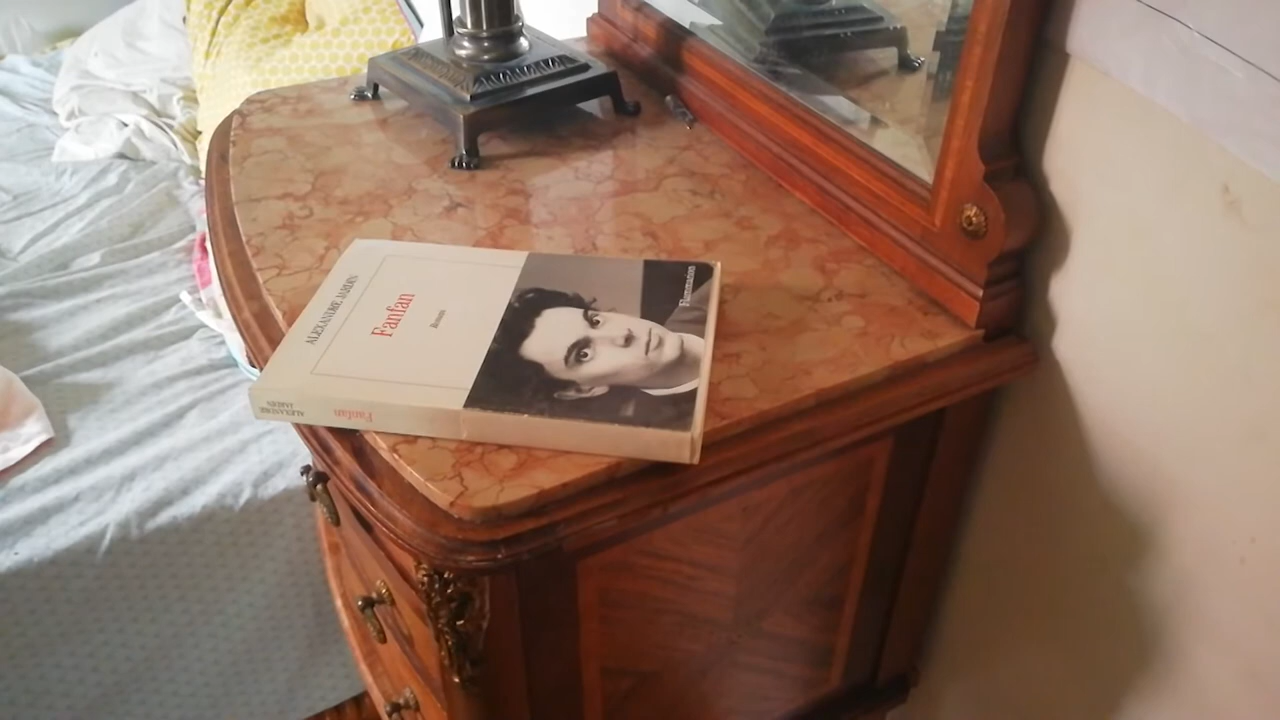 ALEXANDRE JARDIN
Fanfan
Roman
Flammarion
ALEXANDRE
JARDIN
Fanfan